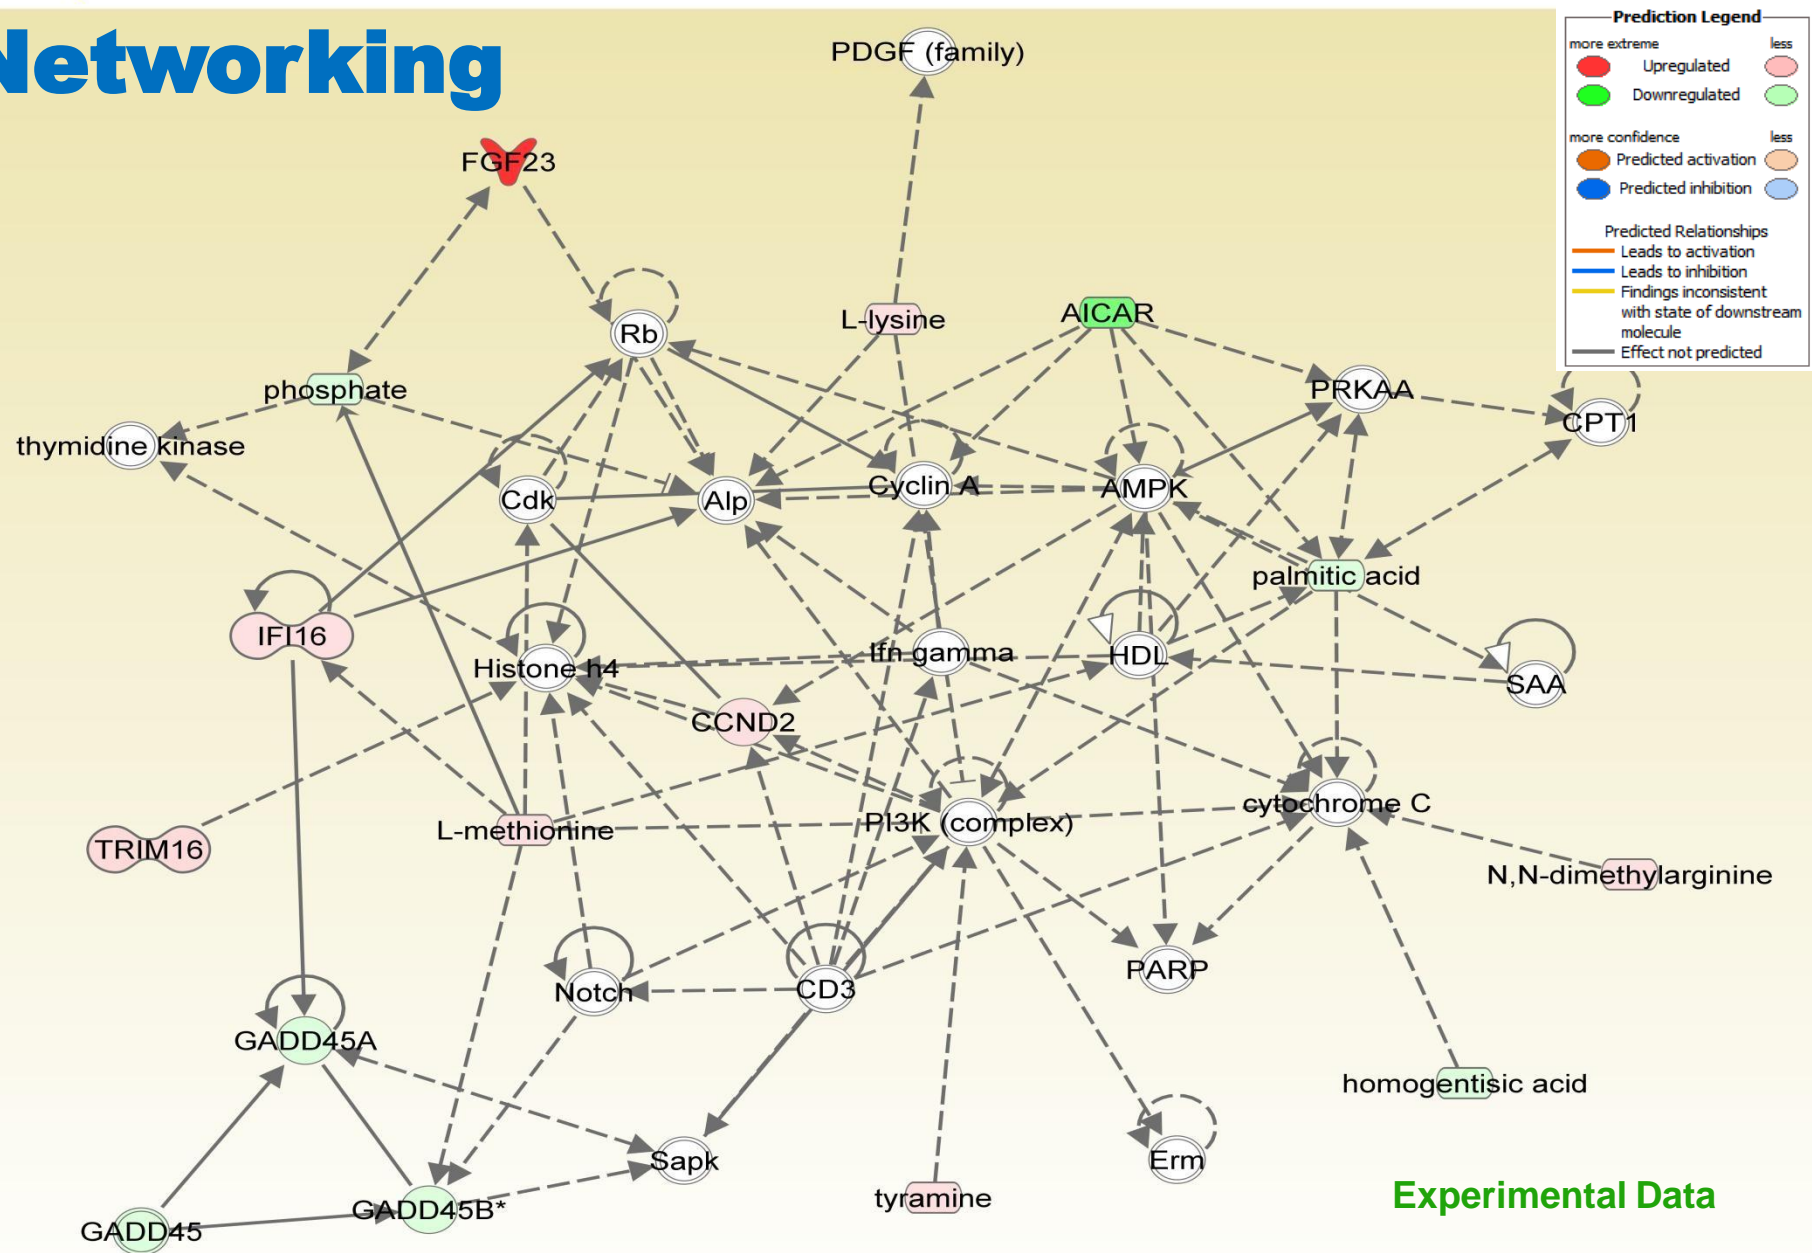 Networking
Prediction Legend
more extreme less
Upregulated
Downregulated
more confidence less
Predicted activation
Predicted inhibition
Predicted Relationships
Leads to activation
Leads to inhibition
Findings inconsistent
with state of downstream
molecule
Effect not predicted
PDGF (family)
FGF23
L-lysine
AICAR
Rb
phosphate
PRKAA
CPT1
thymidine kinase
Cdk
Alp
Cyclin A
AMPK
palmitic acid
IFI16
Histone h4
Ifn gamma
HDL
SAA
CCND2
TRIM16
L-methionine
PI3K (complex)
cytochrome C
N,N-dimethylarginine
Notch
CD3
PARP
GADD45A
homogentisic acid
Sapk
Erm
GADD45
GADD45B*
tyramine
Experimental Data